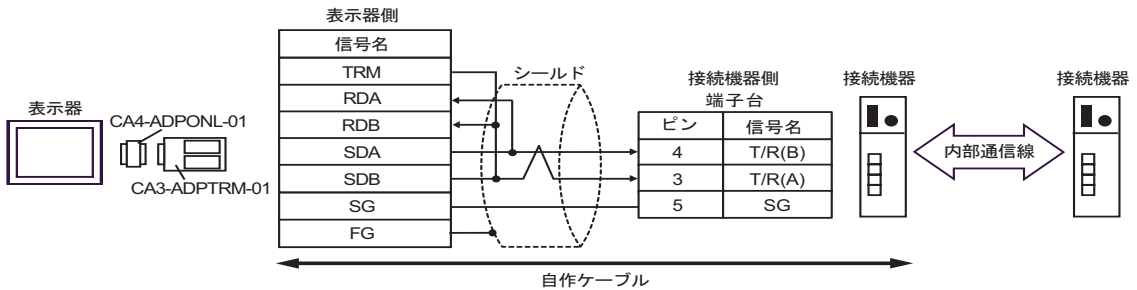 表示器側
信号名
TRM
RDA
RDB
SDA
SDB
SG
FG
表示器
CA4-ADPONL-01
CA3-ADPTRM-01
シールド
接続機器側
端子台
ピン 信号名
4 T/R(B)
3 T/R(A)
5 SG
接続機器
内部通信線
接続機器
自作ケーブル